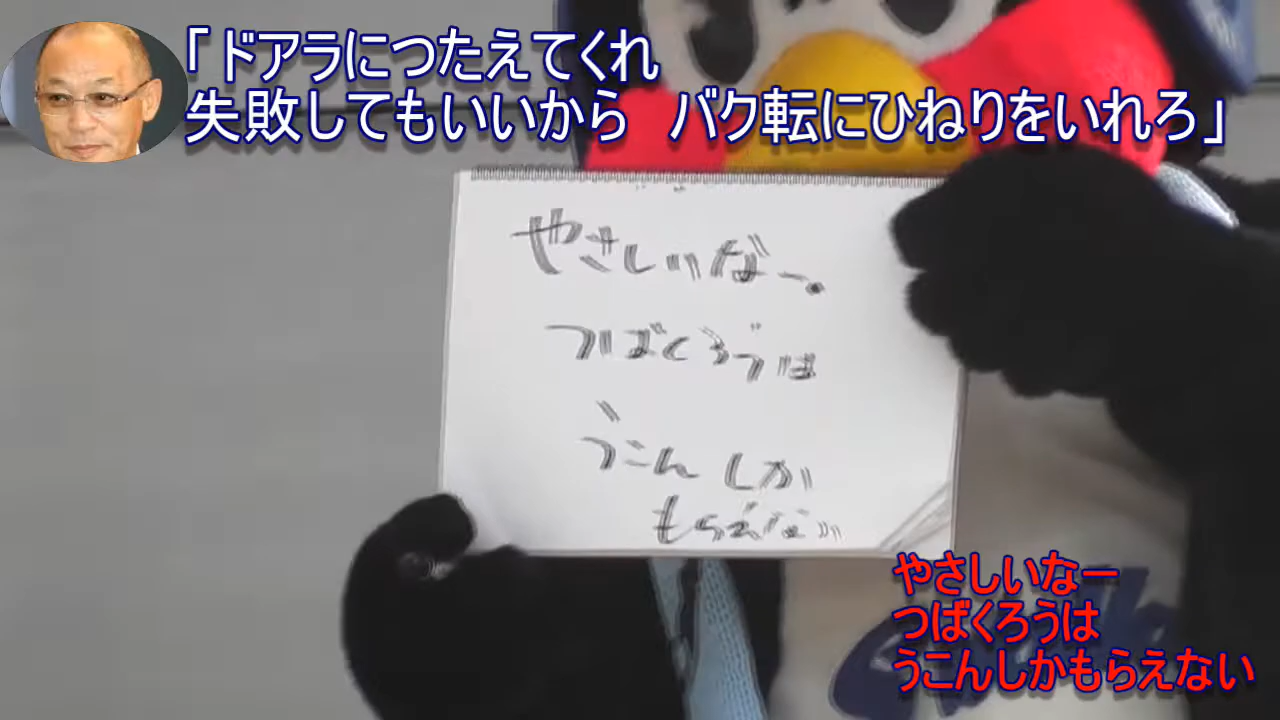 「ドアラにつたえてくれ
失敗してもいいから　バク転にひねりをいれろ」
やさしいなー。
つばくろうは
うこんしか
もらえない
やさしいなー
つばくろうは
うこんしかもらえない